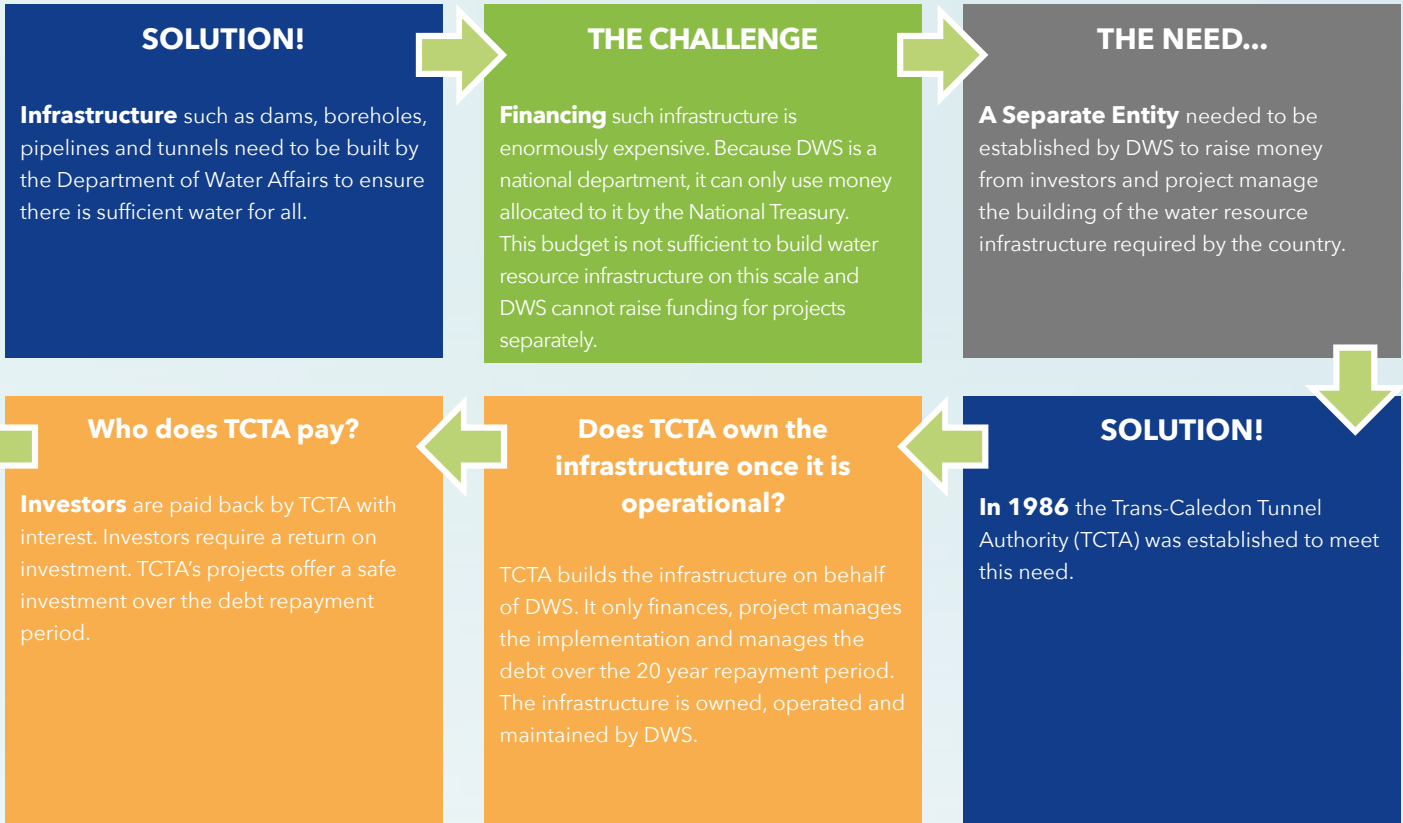 SOLUTION!
Infrastructure such as dams, boreholes,
pipelines and tunnels need to be built by
the Department of Water Affairs to ensure
there is sufficient water for all.
THE CHALLENGE
Financing such infrastructure is
enormously expensive. Because DWS is a
national department, it can only use money
allocated to it by the National Treasury.
This budget is not sufficient to build water
resource infrastructure on this scale and
DWS cannot raise funding for projects
separately.
THE NEED...
A Separate Entity needed to be
established by DWS to raise money
from investors and project manage
the building of the water resource
infrastructure required by the country.
SOLUTION!
In 1986 the Trans-Caledon Tunnel
Authority (TCTA) was established to meet
this need.
Does TCTA own the
infrastructure once it is
operational?
TCTA builds the infrastructure on behalf
of DWS. It only finances, project manages
the implementation and manages the
debt over the 20 year repayment period.
The infrastructure is owned, operated and
maintained by DWS.
Who does TCTA pay?
Investors are paid back by TCTA with
interest. Investors require a return on
investment. TCTA's projects offer a safe
investment over the debt repayment
period.